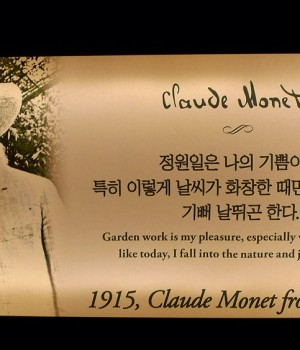 Claude Monet
정원일은 나의 기쁨이
특히 이렇게 날씨가 화창한 때면
기뻐 날뛰곤 한다.
Garden work is my pleasure, especially
like today, I fall into the nature and
1915, Claude Monet